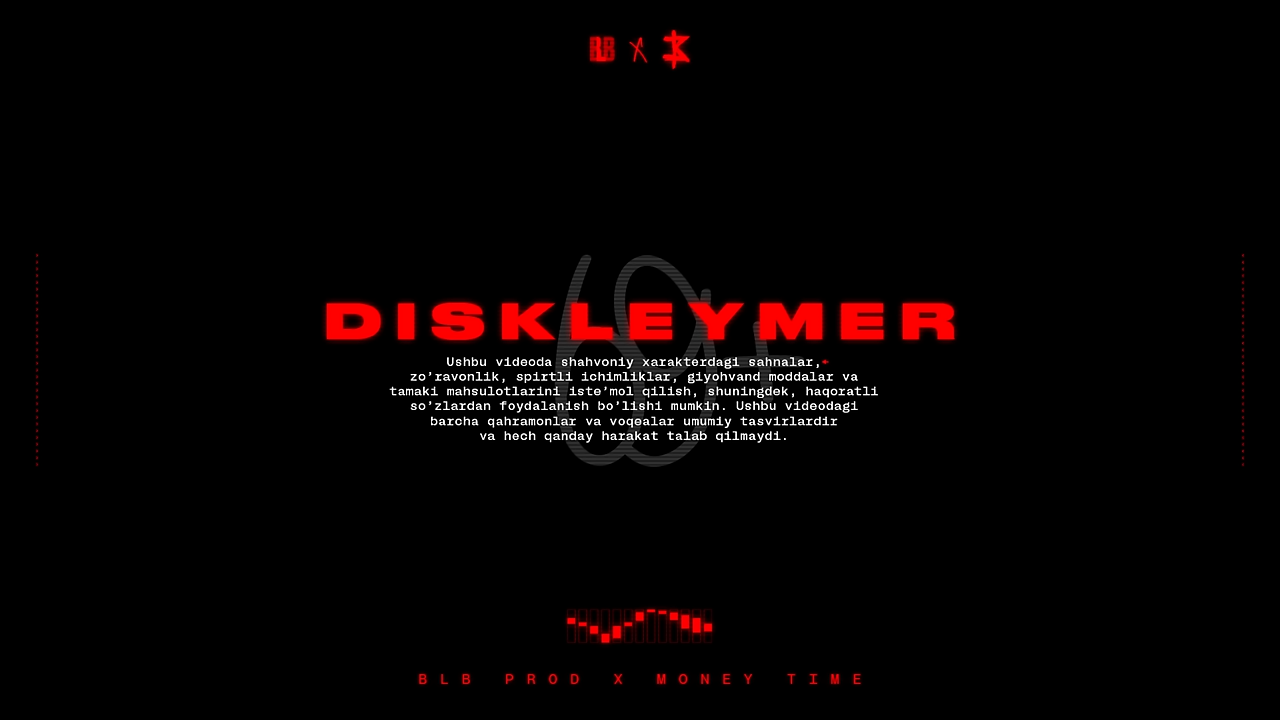 BLB X
DISKLEYMER
Ushbu videoda shahvoniy xarakterdagi sahnalar,
zo’ravonlik, spirtli ichimliklar, giyohvand moddalar va
tamaki mahsulotlarini iste’mol qilish, shuningdek, haqoratli
so’zlardan foydalanish bo’lishi mumkin. Ushbu videodagi
barcha qahramonlar va voqealar umumiy tasvirlardir
va hech qanday harakat talab qilmaydi.
BLB PROD X MONEY TIME